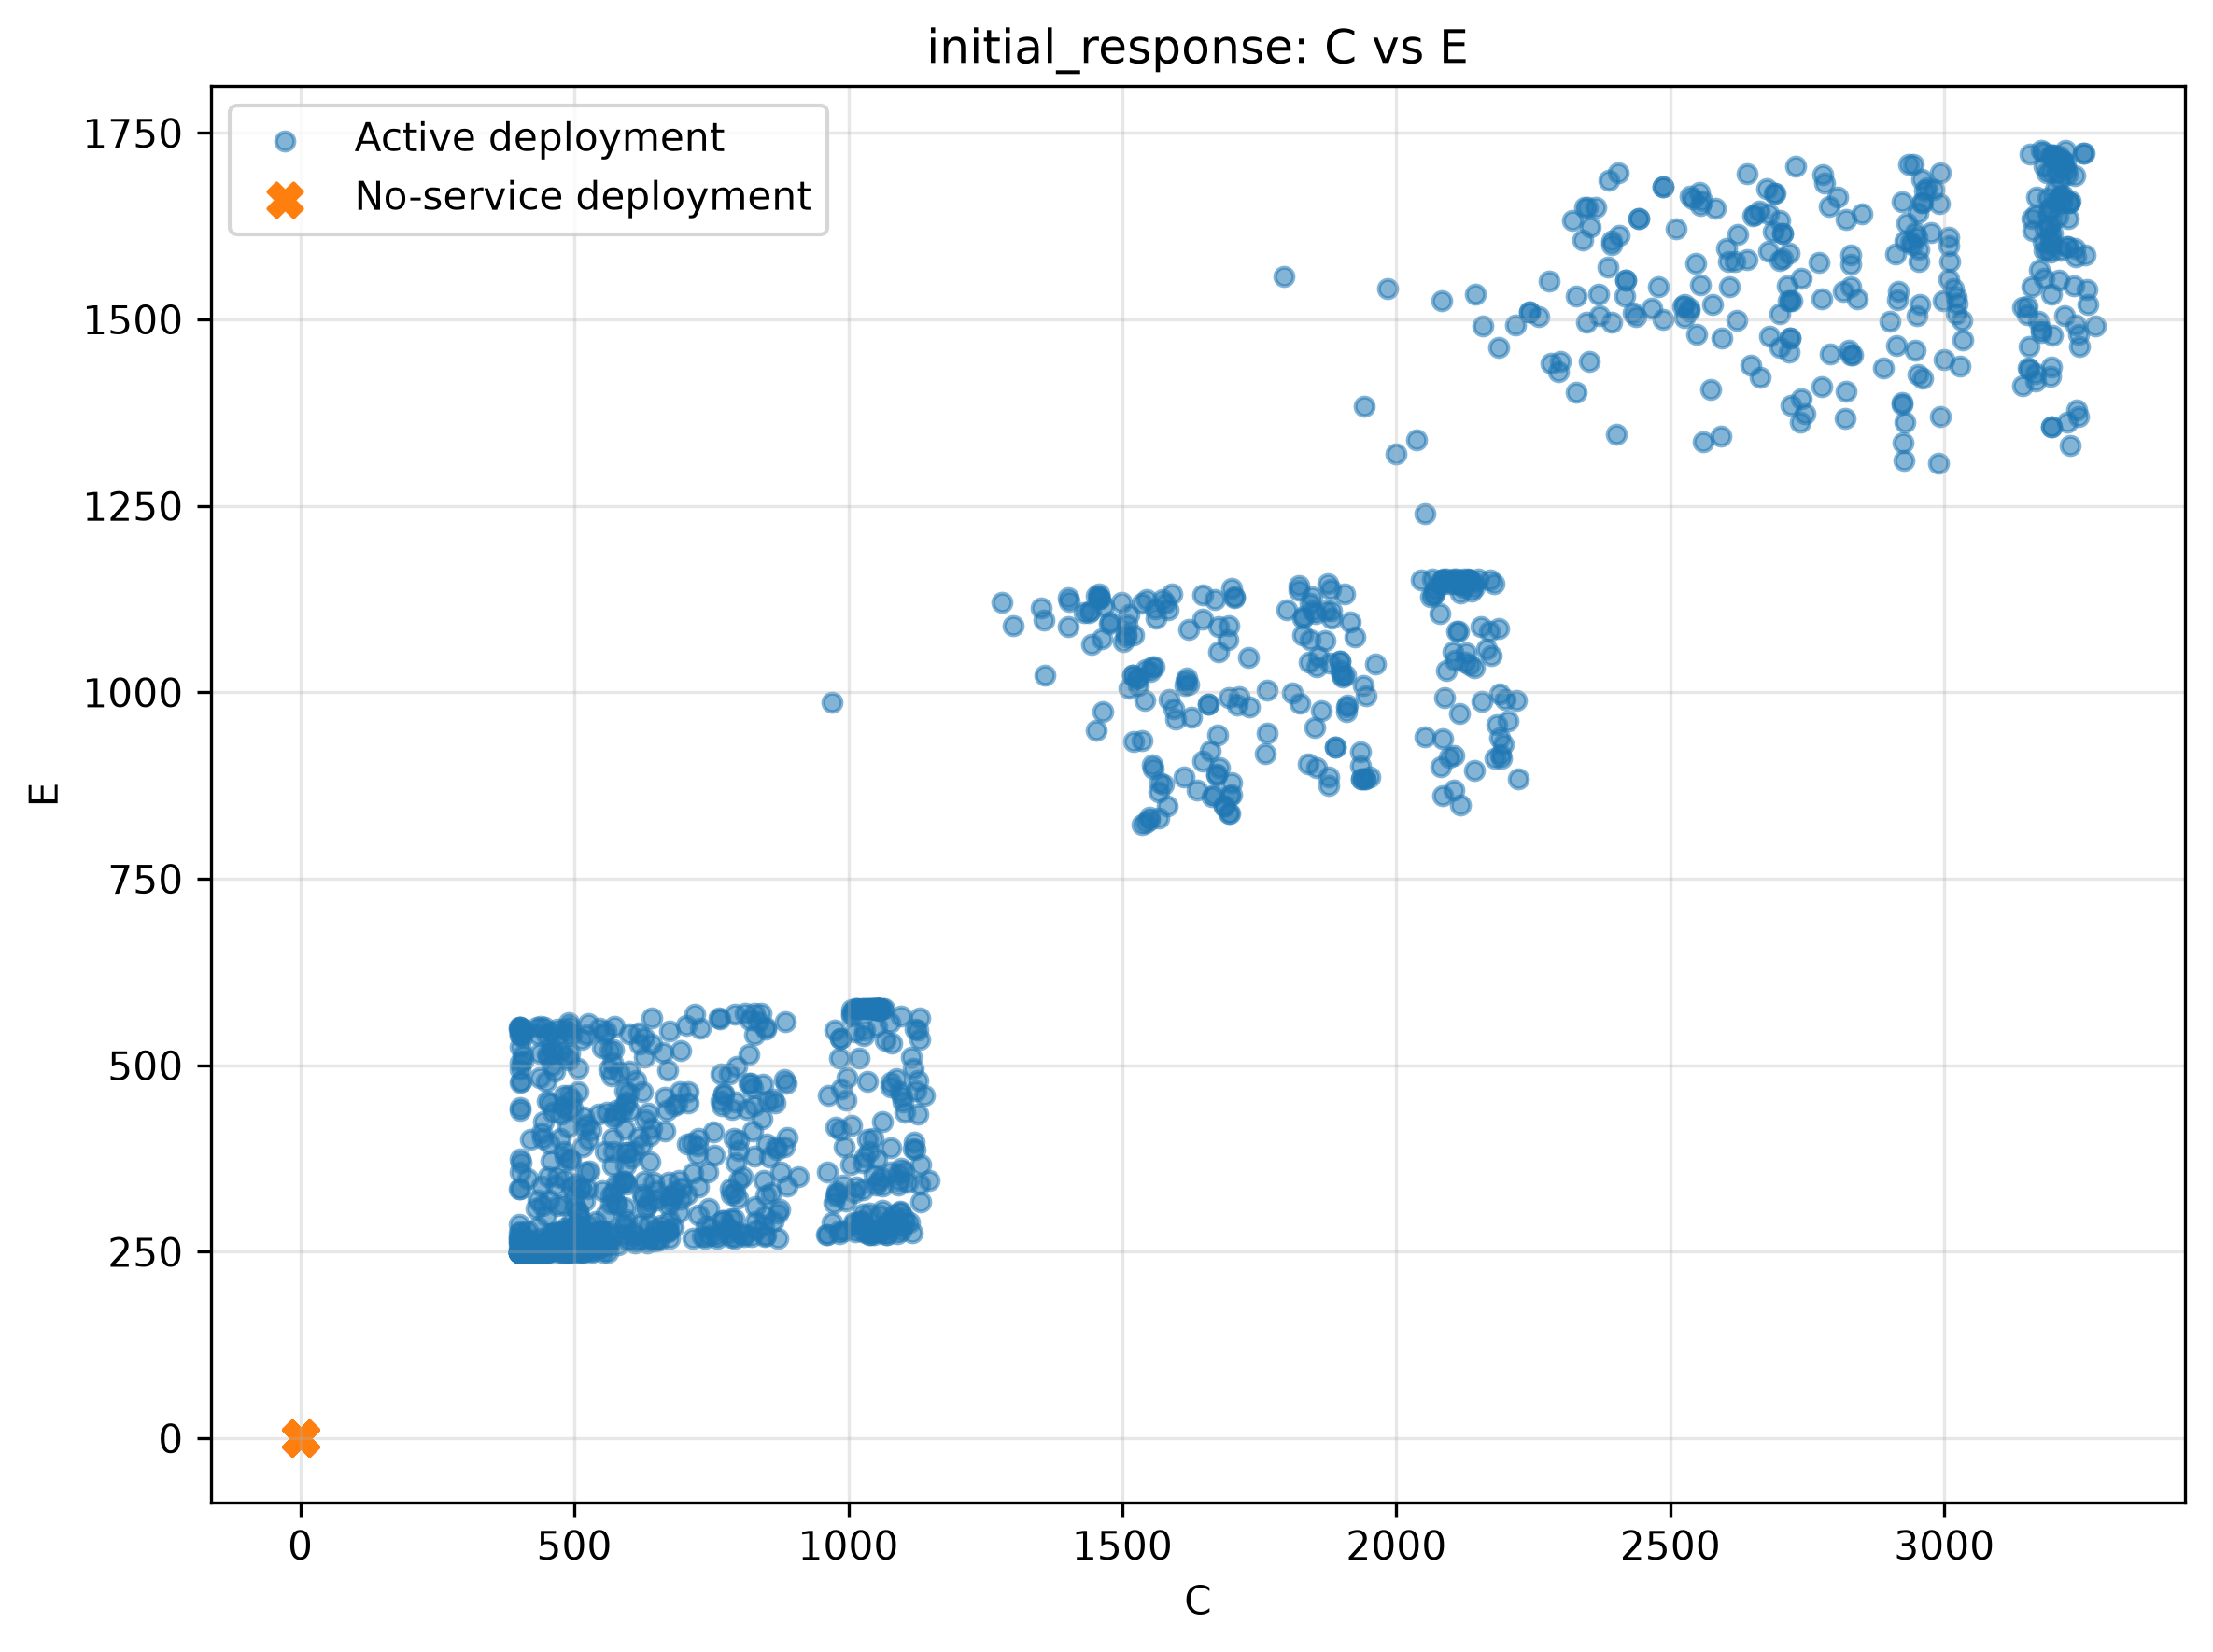 initial_response: C vs E
Active deployment
No-service deployment
1750
1500
1250
1000
750
500
250
0
E
0 500 1000 1500 2000 2500 3000
C